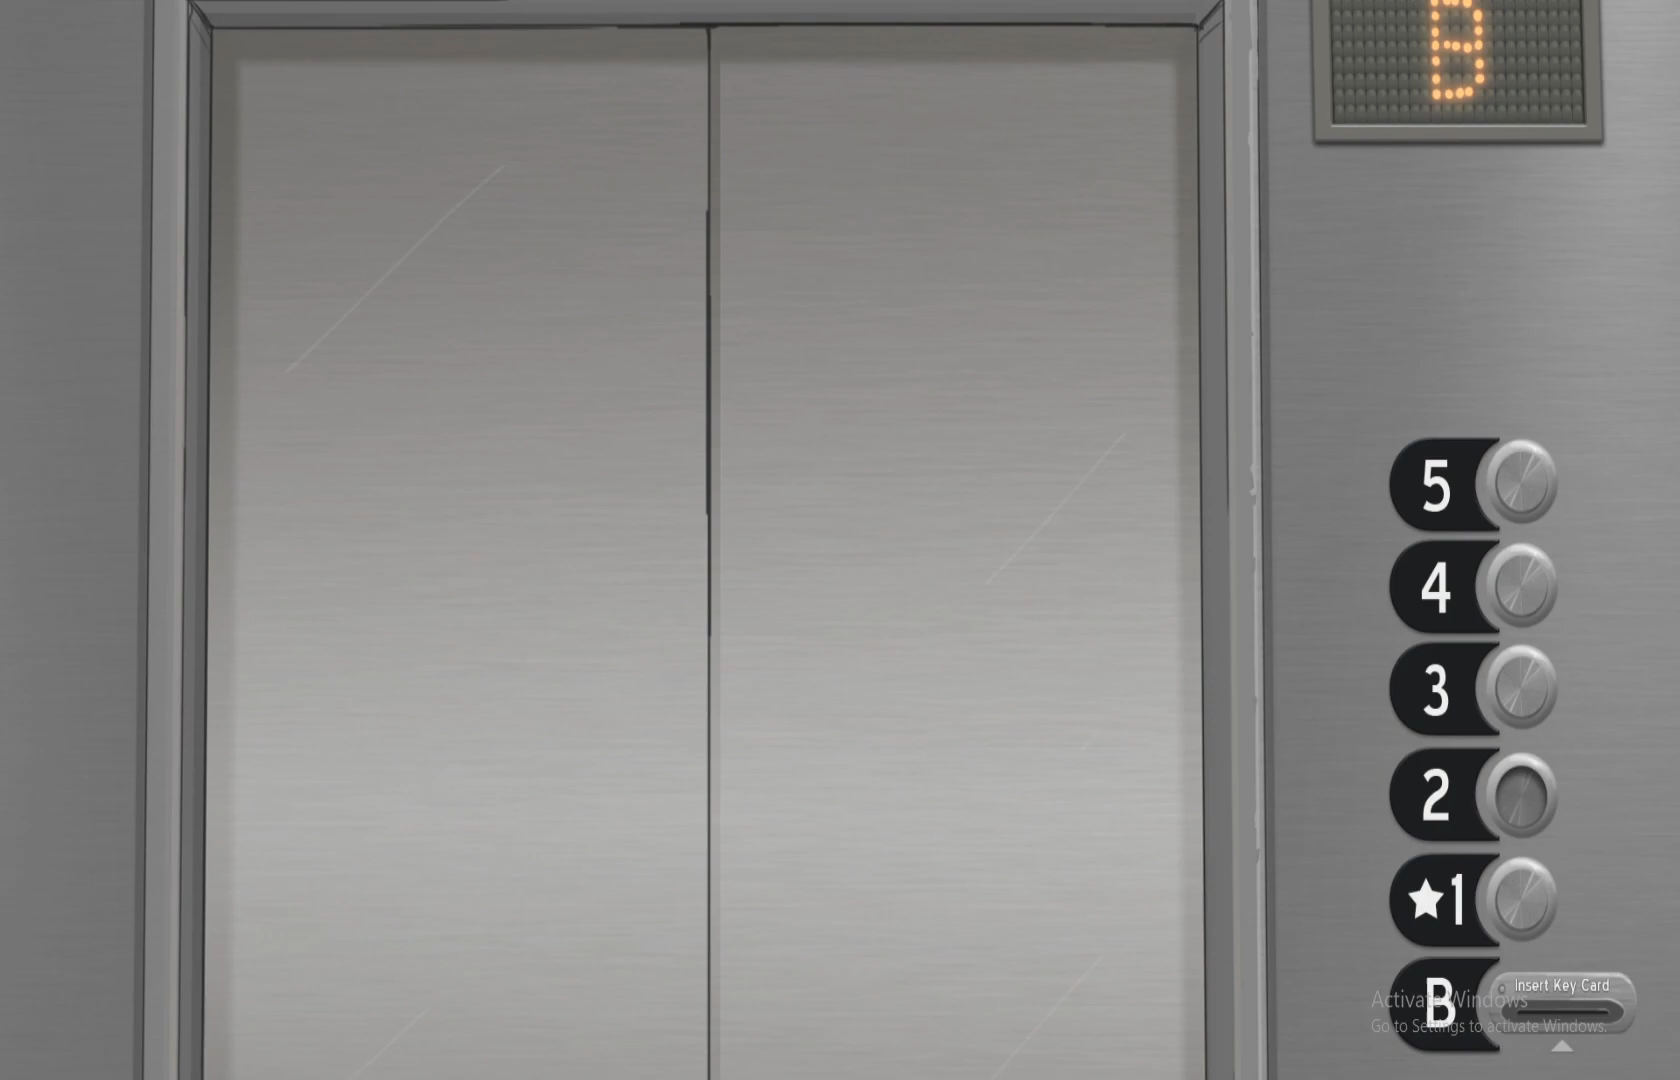 B
5
4
3
2
★1
B
Insert Key Card
Activate Windows
Go to Settings to activate Windows.